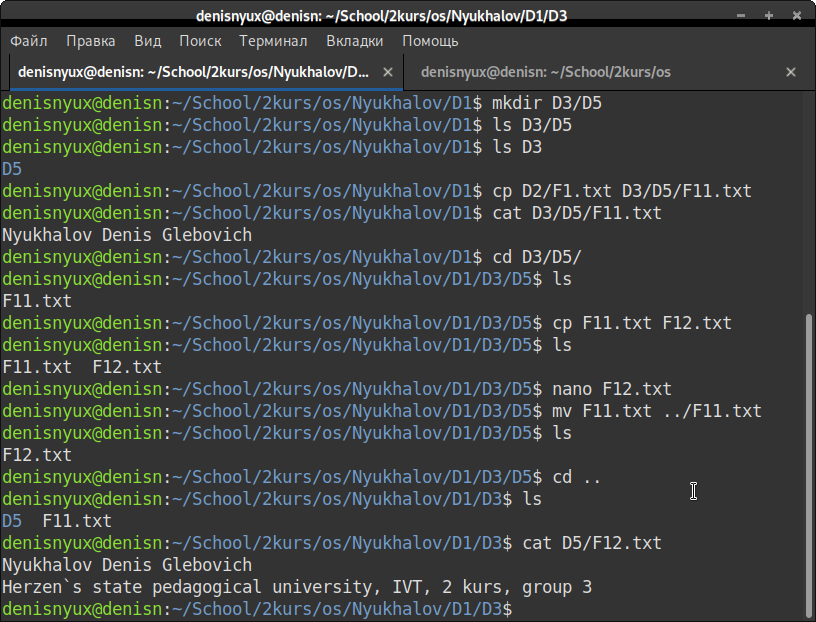 denisnyux@denisn: ~/School/2kurs/os/Nyukhalov/D1/D3
Файл Правка Вид Поиск Терминал Вкладки Помощь
denisnyux@denisn: ~/School/2kurs/os/Nyukhalov/D... denisnyux@denisn: ~/School/2kurs/os
denisnyux@denisn:~/School/2kurs/os/Nyukhalov/D1$ mkdir D3/D5
denisnyux@denisn:~/School/2kurs/os/Nyukhalov/D1$ ls D3/D5
denisnyux@denisn:~/School/2kurs/os/Nyukhalov/D1$ ls D3
D5
denisnyux@denisn:~/School/2kurs/os/Nyukhalov/D1$ cp D2/F1.txt D3/D5/F11.txt
denisnyux@denisn:~/School/2kurs/os/Nyukhalov/D1$ cat D3/D5/F11.txt
Nyukhalov Denis Glebovich
denisnyux@denisn:~/School/2kurs/os/Nyukhalov/D1$ cd D3/D5/
denisnyux@denisn:~/School/2kurs/os/Nyukhalov/D1/D3/D5$ ls
F11.txt
denisnyux@denisn:~/School/2kurs/os/Nyukhalov/D1/D3/D5$ cp F11.txt F12.txt
denisnyux@denisn:~/School/2kurs/os/Nyukhalov/D1/D3/D5$ ls
F11.txt  F12.txt
denisnyux@denisn:~/School/2kurs/os/Nyukhalov/D1/D3/D5$ nano F12.txt
denisnyux@denisn:~/School/2kurs/os/Nyukhalov/D1/D3/D5$ mv F11.txt ../F11.txt
denisnyux@denisn:~/School/2kurs/os/Nyukhalov/D1/D3/D5$ ls
F12.txt
denisnyux@denisn:~/School/2kurs/os/Nyukhalov/D1/D3/D5$ cd ..
denisnyux@denisn:~/School/2kurs/os/Nyukhalov/D1/D3$ ls
D5  F11.txt
denisnyux@denisn:~/School/2kurs/os/Nyukhalov/D1/D3$ cat D5/F12.txt
Nyukhalov Denis Glebovich
Herzen`s state pedagogical university, IVT, 2 kurs, group 3
denisnyux@denisn:~/School/2kurs/os/Nyukhalov/D1/D3$